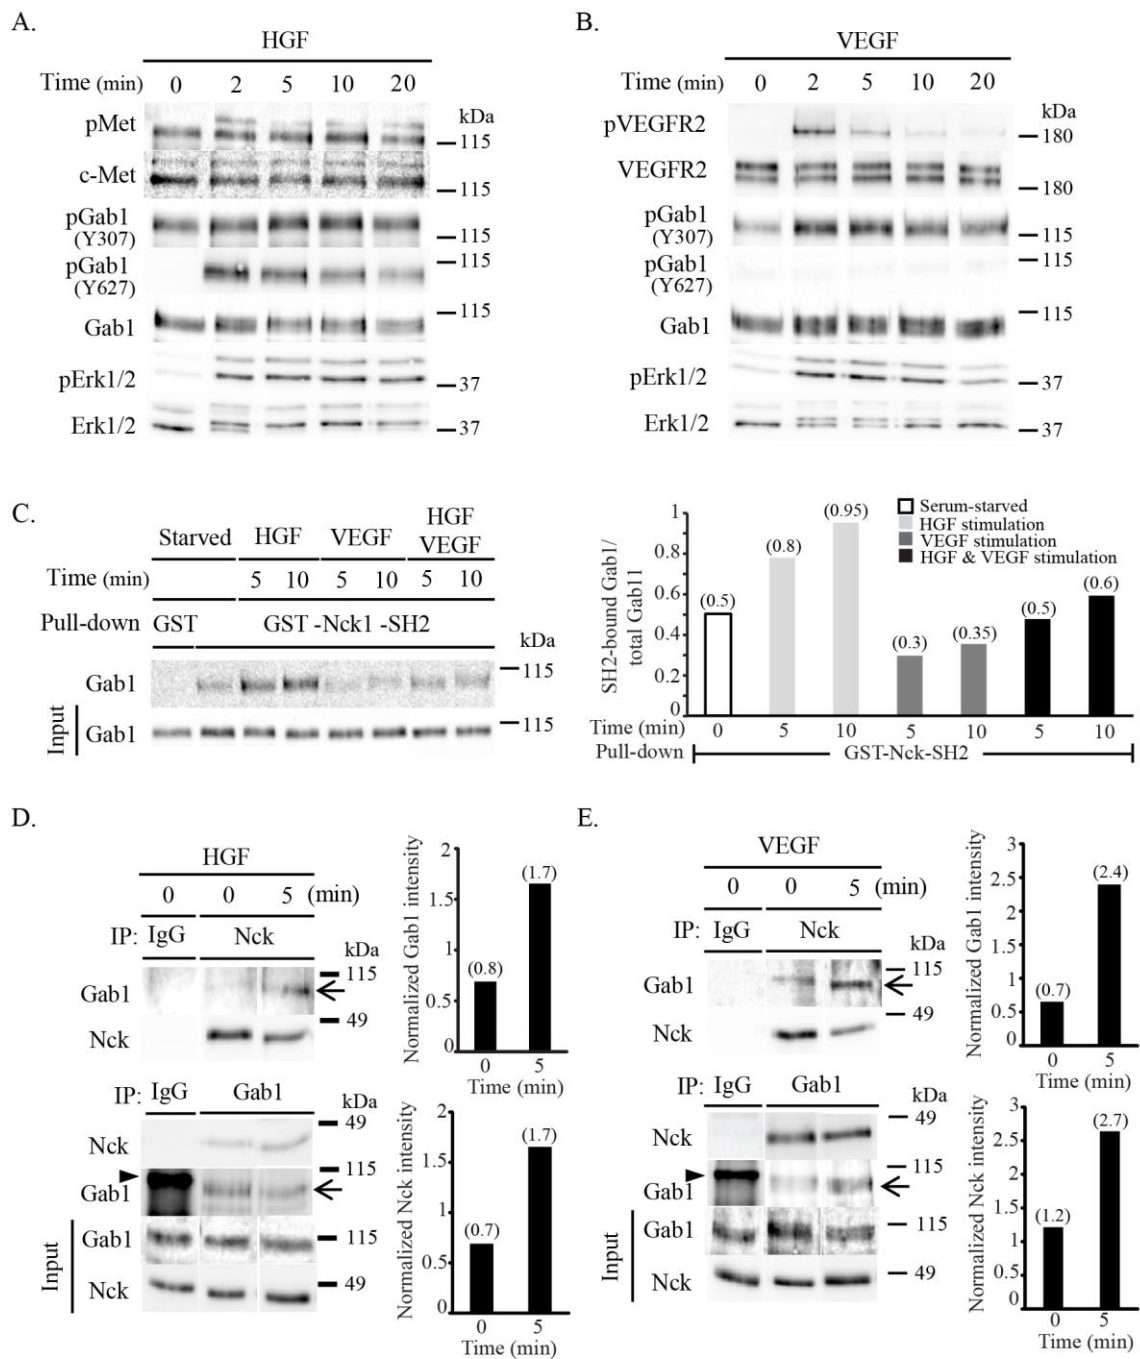 A.
HGF
Time (min) 0 2 5 10 20
kDa
pMet
115
c-Met
115
pGab1
(Y307)
115
pGab1
(Y627)
115
Gab1
pErk1/2
37
Erk1/2
37
B.
VEGF
Time (min) 0 2 5 10 20
kDa
pVEGFR2
180
VEGFR2
180
pGab1
(Y307)
115
pGab1
(Y627)
115
Gab1
115
pErk1/2
37
Erk1/2
37
C.
Starved HGF VEGF HGF
VEGF
Time (min) 5 10 5 10 5 10
Pull-down GST GST -Nck1 -SH2
kDa
Gab1
115
Input
Gab1
115
SH2-bound Gab1/
total Gab11
1
0.8
0.6
0.4
0.2
0
Serum-starved
HGF stimulation
VEGF stimulation
HGF & VEGF stimulation
(0.5) (0.8) (0.95) (0.3) (0.35) (0.5) (0.6)
Time (min) 0 5 10 5 10 5 10
Pull-down GST-Nck-SH2
D.
HGF
0 0 5 (min)
IP: IgG Nck
kDa
Gab1
115
Nck
49
Normalized Gab1 intensity
2
1.5
1
0.5
0
(0.8) (1.7)
0 5
Time (min)
IP: IgG Gab1
kDa
Nck
49
Gab1
115
Input
Gab1
115
Nck
49
Normalized Nck intensity
2
1.5
1
0.5
0
(0.7) (1.7)
0 5
Time (min)
E.
VEGF
0 0 5 (min)
IP: IgG Nck
kDa
Gab1
115
Nck
49
Normalized Gab1 intensity
3
2.5
2
1.5
1
0.5
0
(0.7) (2.4)
0 5
Time (min)
IP: IgG Gab1
kDa
Nck
49
Gab1
115
Input
Gab1
115
Nck
49
Normalized Nck intensity
3
2.5
2
1.5
1
0.5
0
(1.2) (2.7)
0 5
Time (min)